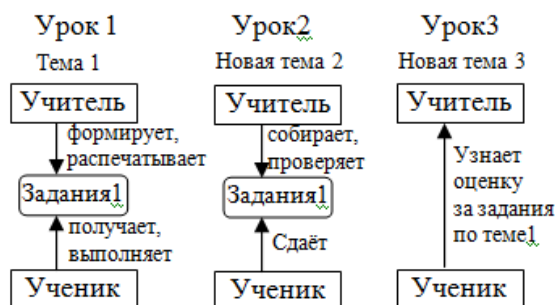 Урок 1
Тема 1
Учитель
формирует,
распечатывает
Задания1
получает,
выполняет
Ученик
Урок2
Новая тема 2
Учитель
собирает,
проверяет
Задания1
Сдаёт
Ученик
Урок3
Новая тема 3
Учитель
Узнает
оценку
за задания
по теме1
Ученик